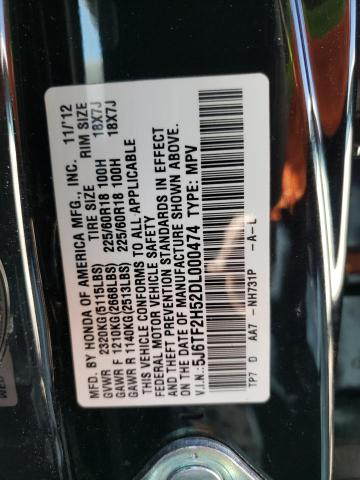 MFD. BY HONDA OF AMERICA MFG., INC. 11/'12
TIRE SIZE RIM SIZE
GVWR 2320KG(5115LBS)
GAWR F 1210KG(2668LBS) 225/60R18 100H 18X7J
GAWR R 1140KG(2513LBS) 225/60R18 100H 18X7J
THIS VEHICLE CONFORMS TO ALL APPLICABLE
FEDERAL MOTOR VEHICLE SAFETY
AND THEFT PREVENTION STANDARDS IN EFFECT
ON THE DATE OF MANUFACTURE SHOWN ABOVE.
V.I.N.: 5J6TF2H52DL000474 TYPE: MPV
TP7 D AA7 - NH731P -A-L